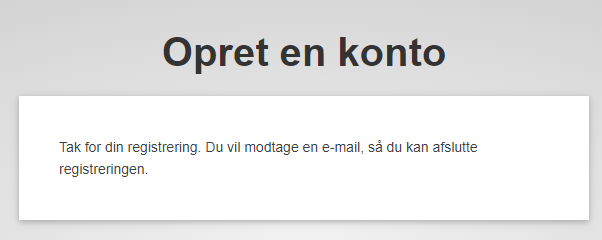 Opret en konto
Tak for din registrering. Du vil modtage en e-mail, så du kan afslutte
registreringen.